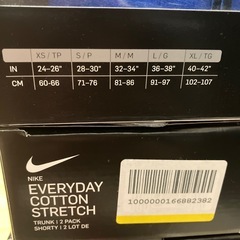 XS / TP S / P M / M L / G XL / TG
IN 24-26" 28-30" 32-34" 36-38" 40-42"
CM 60-66 71-76 81-86 91-97 102-107
NIKE
EVERYDAY
COTTON
STRETCH
TRUNK | 2 PACK
SHORTY | 2 LOT DE
1000000166882382